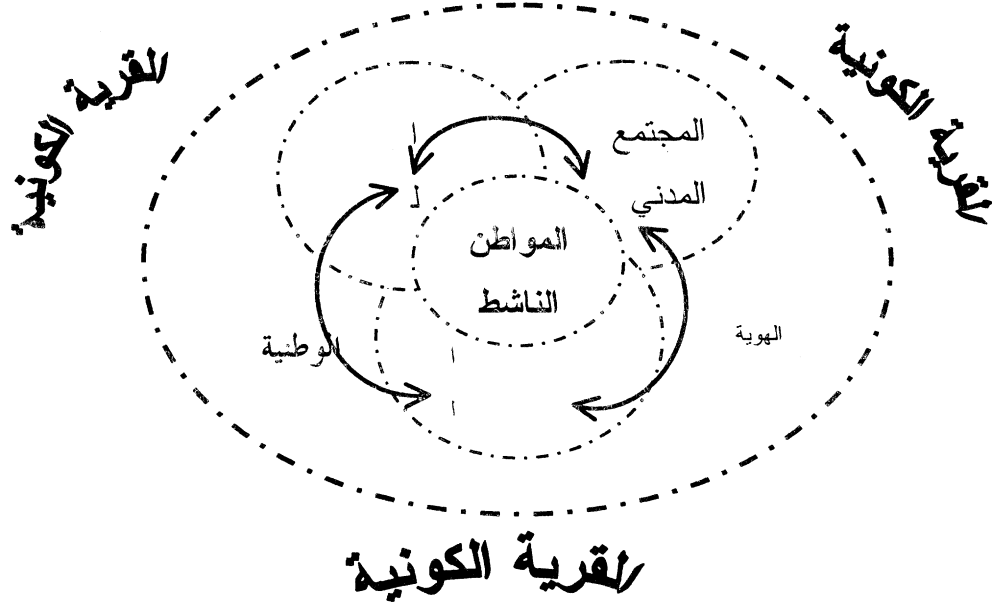 القرية الكونية
القرية الكونية
المجتمع
المدني
المواطن
الناشط
الهوية
الوطنية
القرية الكونية